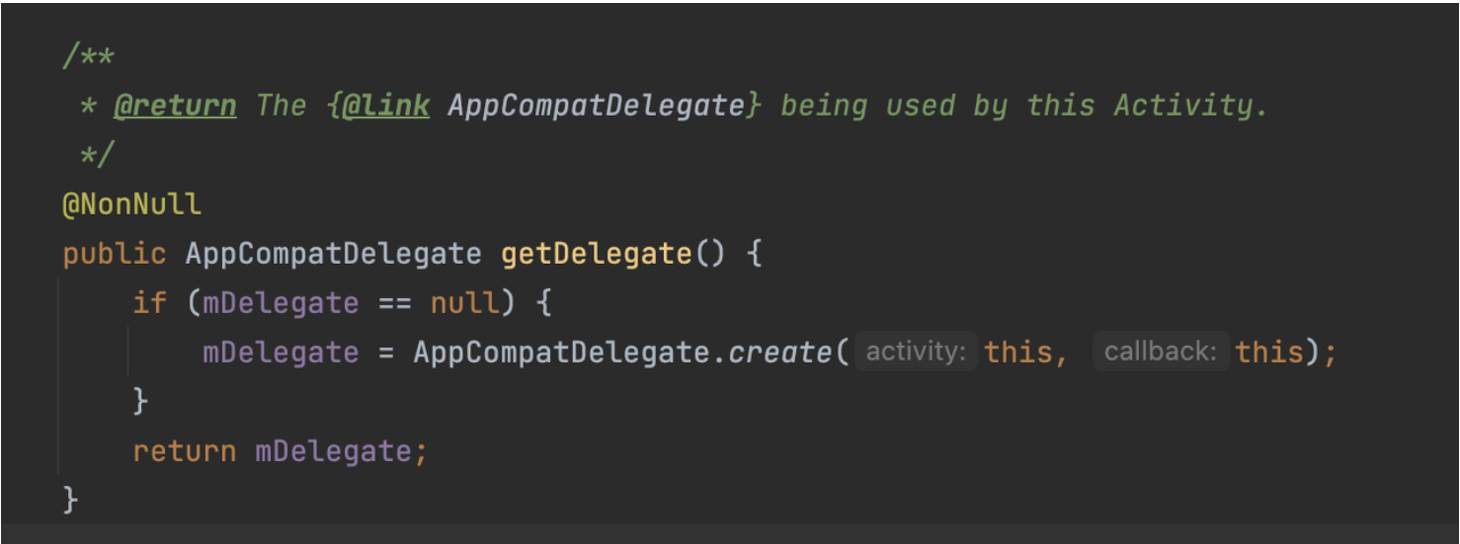 /**
 * @return The {@link AppCompatDelegate} being used by this Activity.
 */
@NonNull
public AppCompatDelegate getDelegate() {
    if (mDelegate == null) {
        mDelegate = AppCompatDelegate.create( activity: this, callback: this);
    }
    return mDelegate;
}